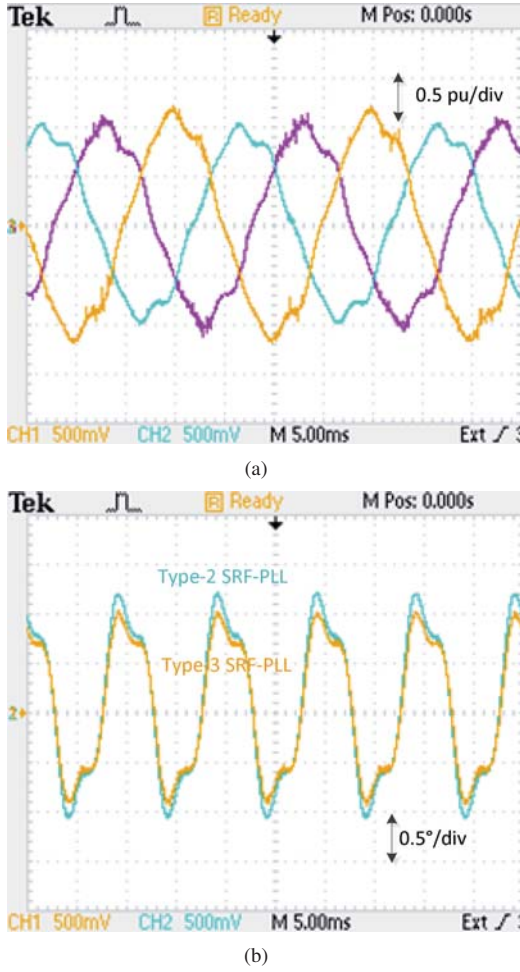 Tek R Ready M Pos: 0.000s
0.5 pu/div
CH1 500mV CH2 500mV M 5.00ms Ext
(a)
Tek R Ready M Pos: 0.000s
Type-2 SRF-PLL
Type-3 SRF-PLL
2
0.5°/div
CH1 500mV CH2 500mV M 5.00ms Ext
(b)